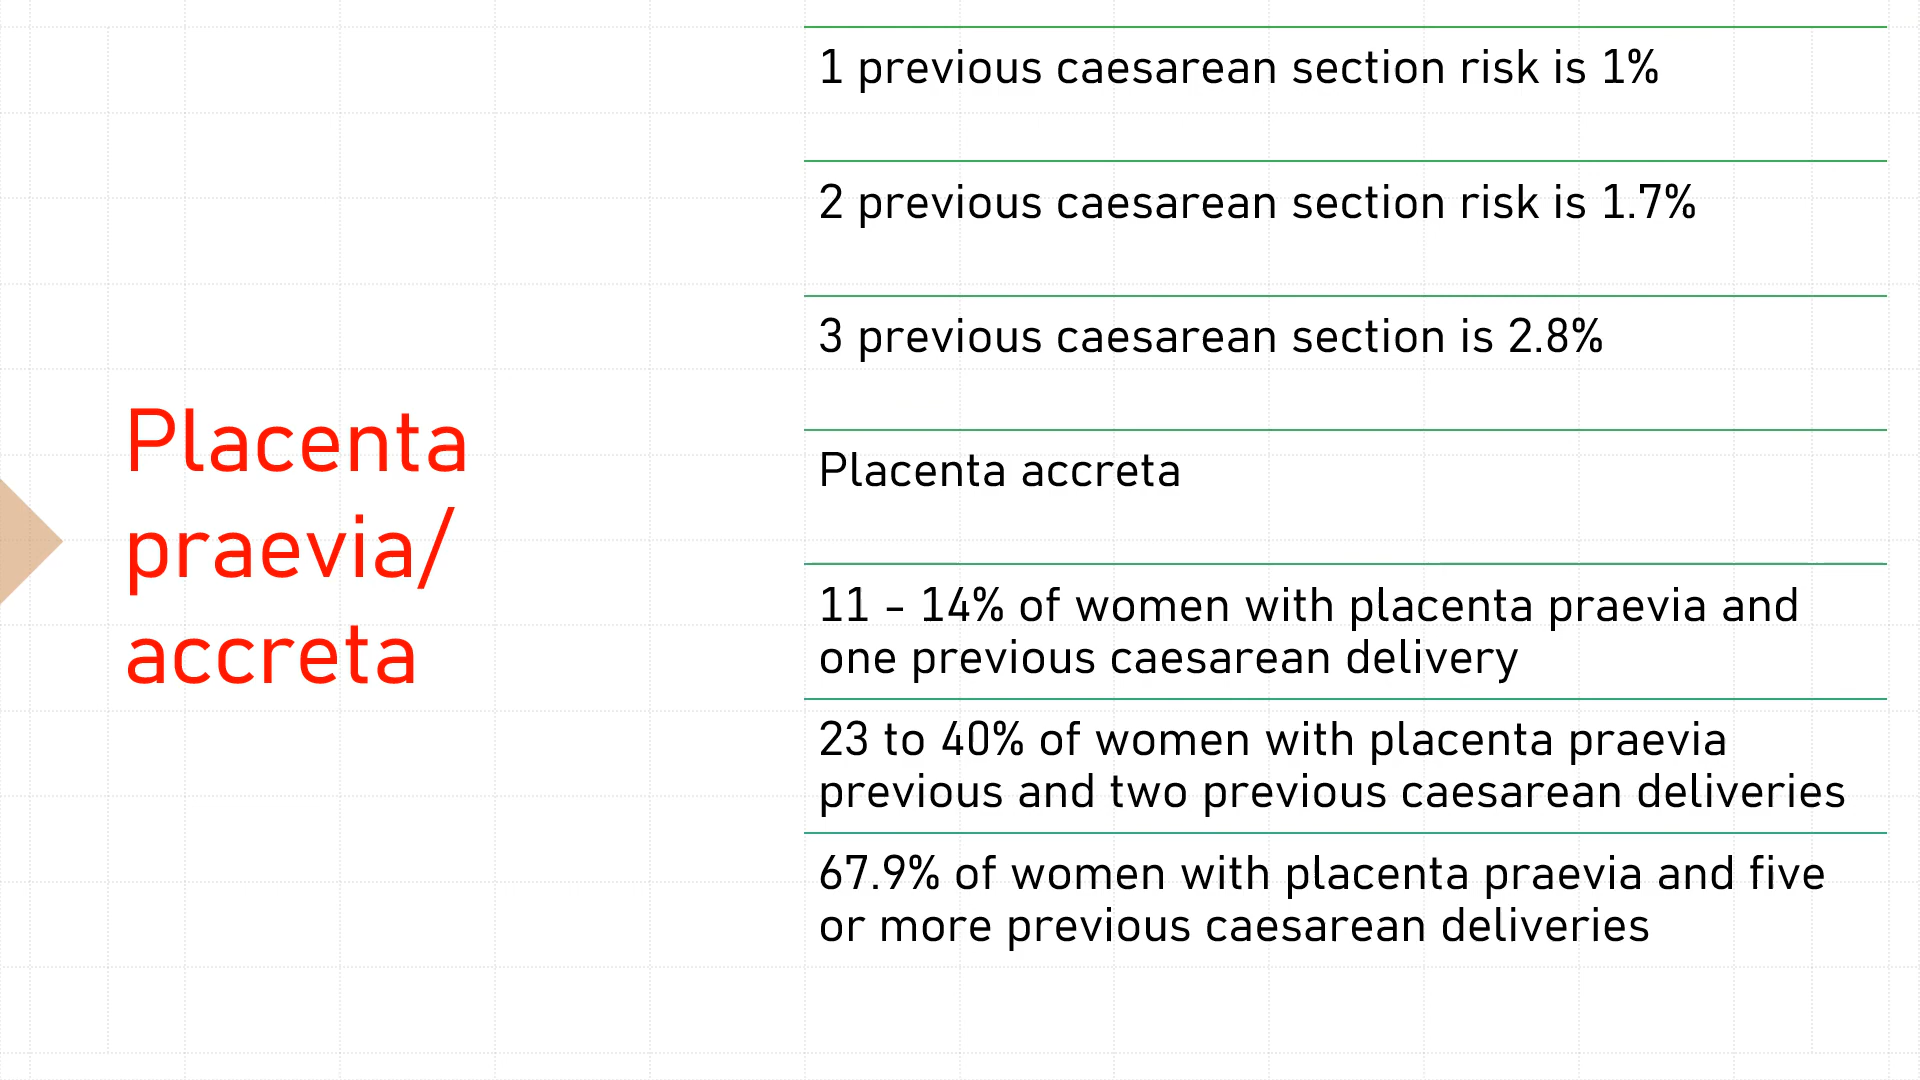 Placenta
praevia/
accreta
1 previous caesarean section risk is 1%
2 previous caesarean section risk is 1.7%
3 previous caesarean section is 2.8%
Placenta accreta
11 – 14% of women with placenta praevia and
one previous caesarean delivery
23 to 40% of women with placenta praevia
previous and two previous caesarean deliveries
67.9% of women with placenta praevia and five
or more previous caesarean deliveries